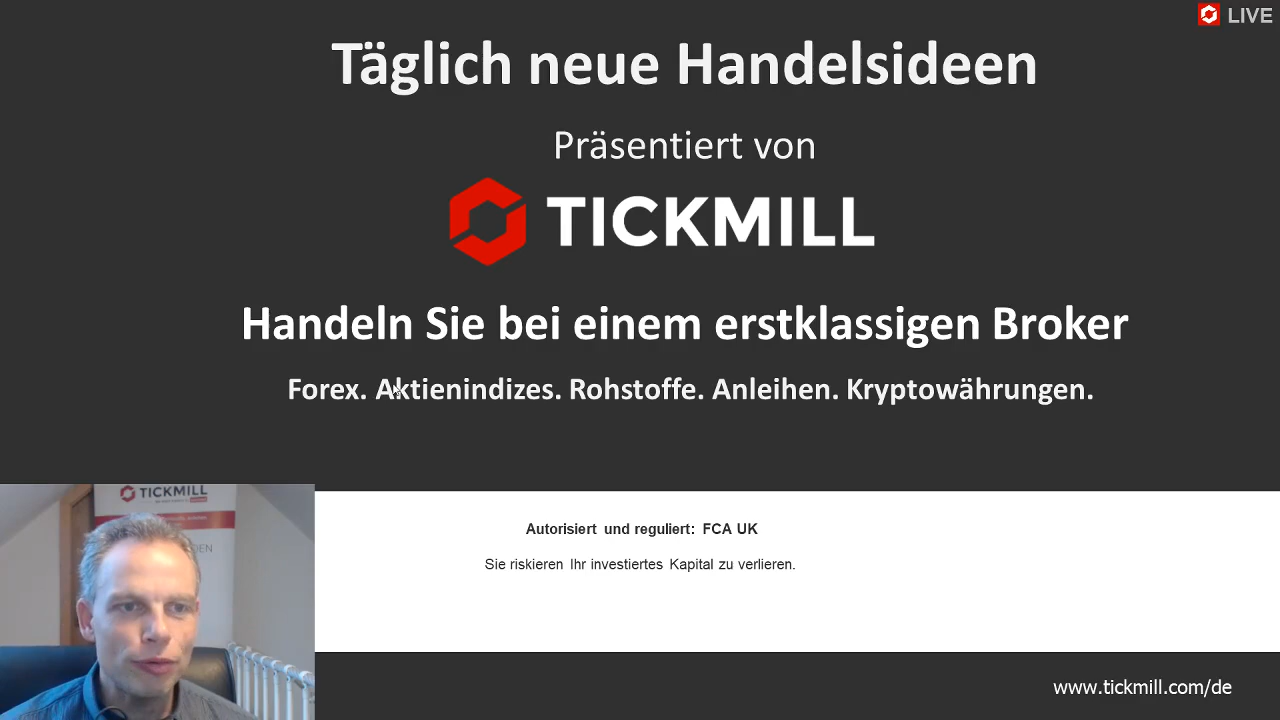 LIVE
Täglich neue Handelsideen
Präsentiert von
TICKMILL
Handeln Sie bei einem erstklassigen Broker
Forex. Aktienindizes. Rohstoffe. Anleihen. Kryptowährungen.
TICKMILL
Autorisiert und reguliert: FCA UK
Sie riskieren Ihr investiertes Kapital zu verlieren.
www.tickmill.com/de